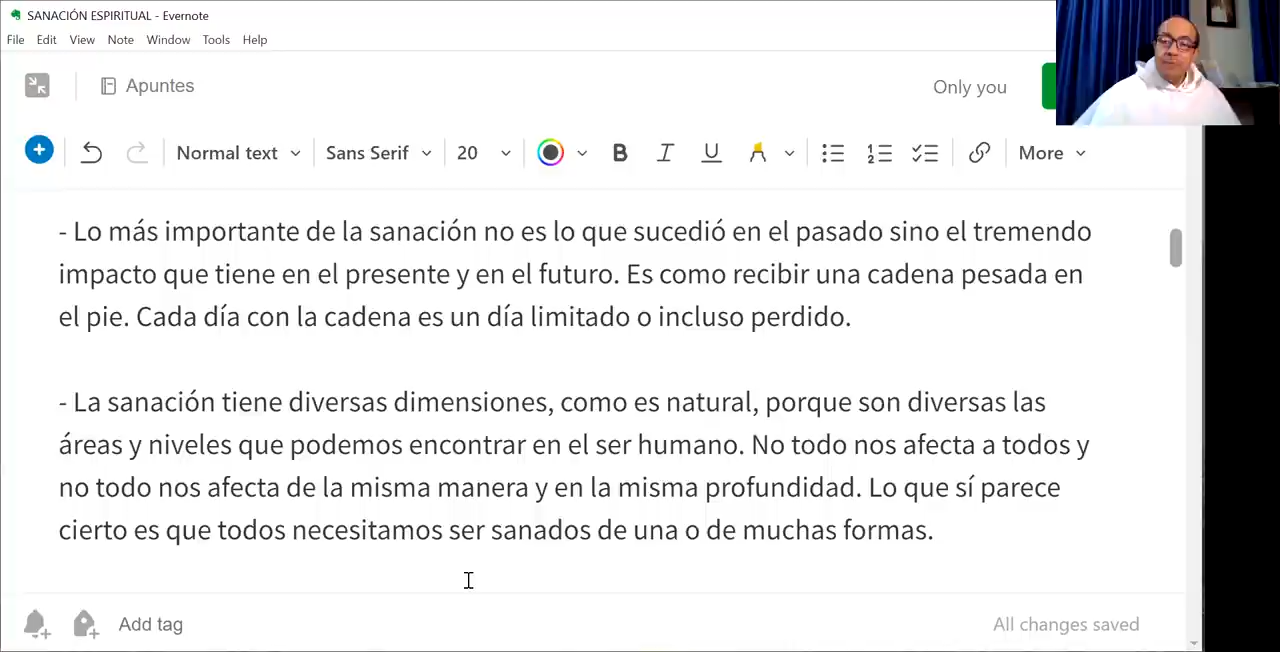 SANACIÓN ESPIRITUAL - Evernote
File Edit View Note Window Tools Help
Apuntes Only you
Normal text Sans Serif 20 B I U More
- Lo más importante de la sanación no es lo que sucedió en el pasado sino el tremendo
impacto que tiene en el presente y en el futuro. Es como recibir una cadena pesada en
el pie. Cada día con la cadena es un día limitado o incluso perdido.
- La sanación tiene diversas dimensiones, como es natural, porque son diversas las
áreas y niveles que podemos encontrar en el ser humano. No todo nos afecta a todos y
no todo nos afecta de la misma manera y en la misma profundidad. Lo que sí parece
cierto es que todos necesitamos ser sanados de una o de muchas formas.
Add tag All changes saved